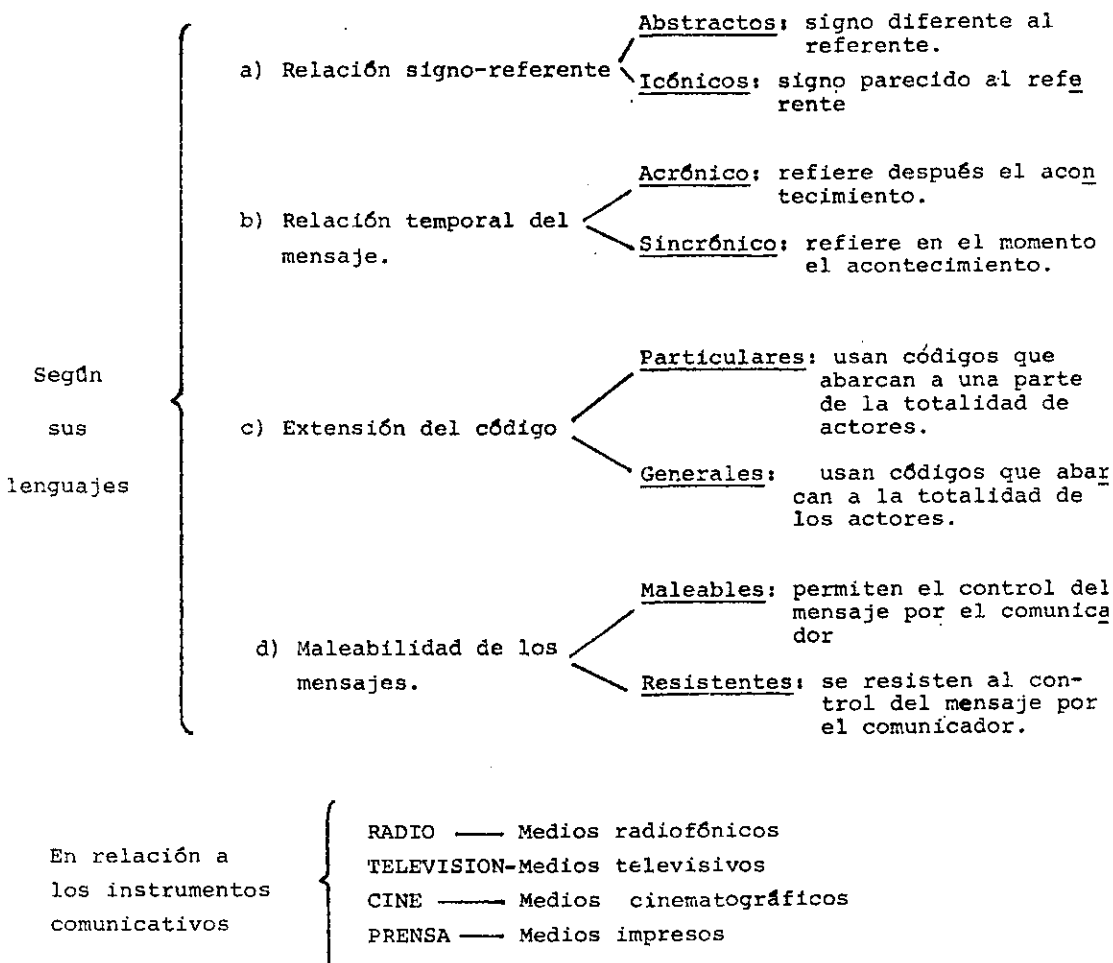 Abstractos: signo diferente al
referente.
a) Relación signo-referente
Icónicos: signo parecido al refe
rente
Acrónico: refiere después el acon
tecimiento.
b) Relación temporal del
mensaje.
Sincrónico: refiere en el momento
el acontecimiento.
Según
sus
lenguajes
Particulares: usan códigos que
abarcan a una parte
de la totalidad de
actores.
c) Extensión del código
Generales: usan códigos que abar
can a la totalidad de
los actores.
Maleables: permiten el control del
mensaje por el comunica
dor
d) Maleabilidad de los
mensajes.
Resistentes: se resisten al con-
trol del mensaje por
el comunicador.
En relación a
los instrumentos
comunicativos
RADIO — Medios radiofónicos
TELEVISION-Medios televisivos
CINE — Medios cinematográficos
PRENSA — Medios impresos